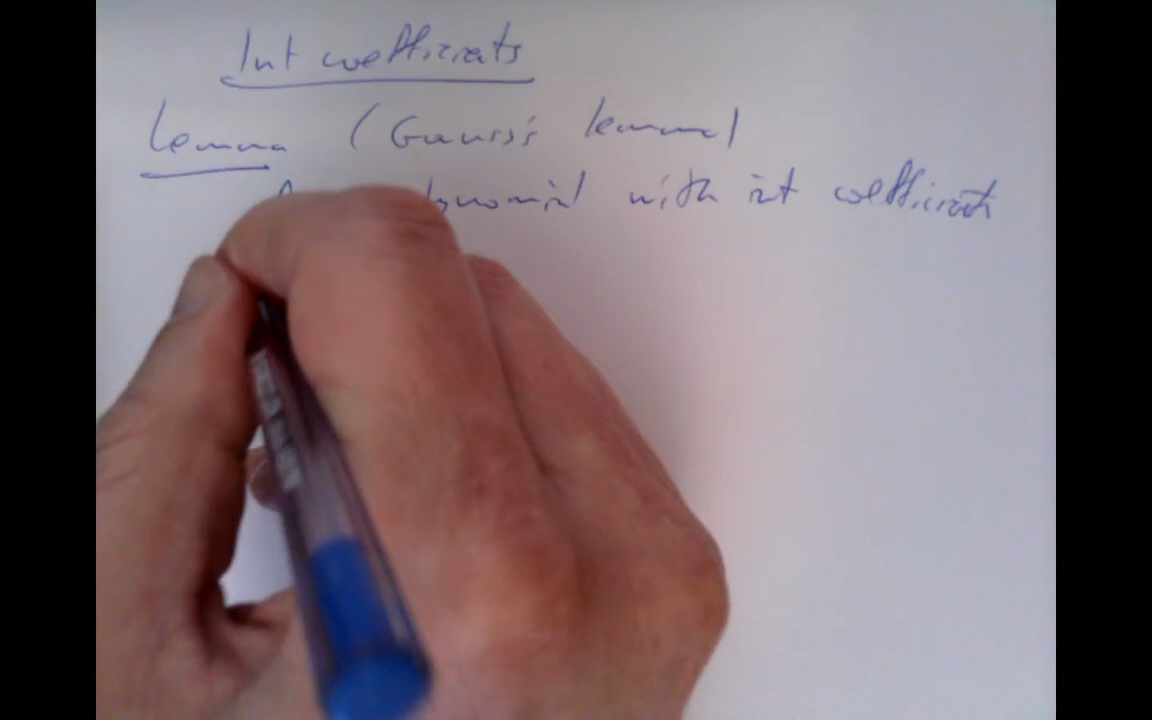 Int coefficients
Lemma (Gauss's lemma)
with int coefficients